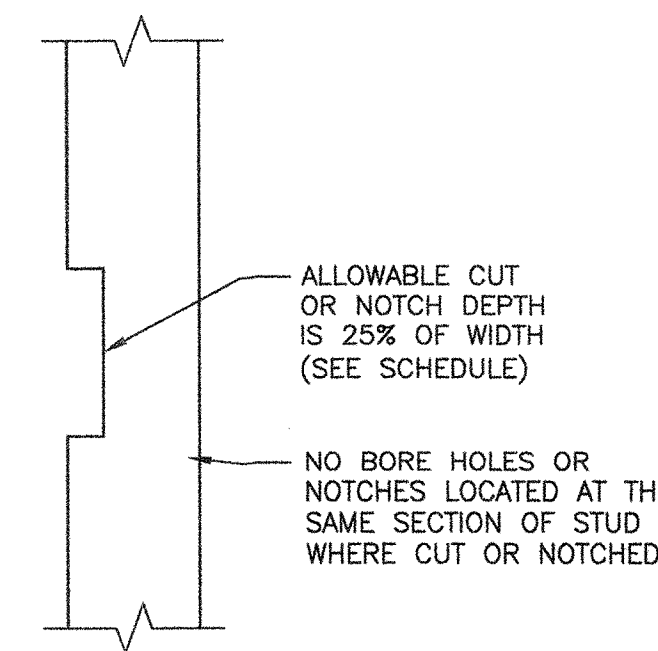 ALLOWABLE CUT
OR NOTCH DEPTH
IS 25% OF WIDTH
(SEE SCHEDULE)
NO BORE HOLES OR
NOTCHES LOCATED AT TH
SAME SECTION OF STUD
WHERE CUT OR NOTCHED